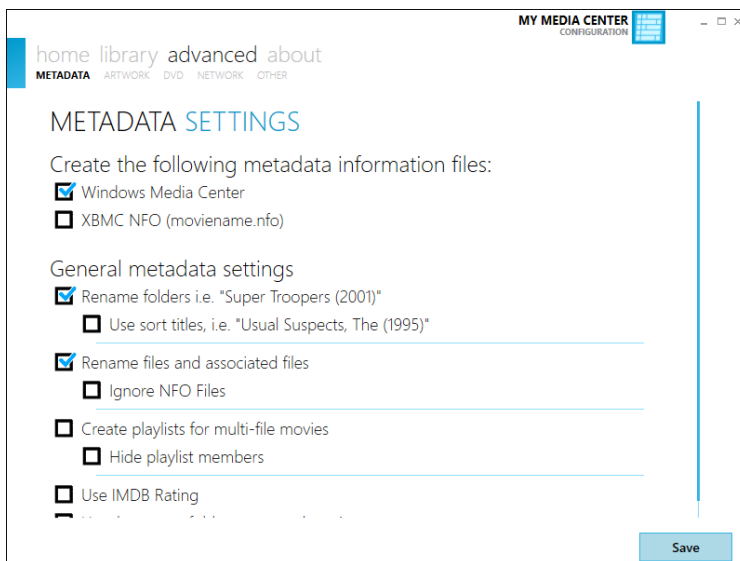 MY MEDIA CENTER
CONFIGURATION
home library advanced about
METADATA ARTWORK DVD NETWORK OTHER
METADATA SETTINGS
Create the following metadata information files:
Windows Media Center
XBMC NFO (moviename.nfo)
General metadata settings
Rename folders i.e. "Super Troopers (2001)"
Use sort titles, i.e. "Usual Suspects, The (1995)"
Rename files and associated files
Ignore NFO Files
Create playlists for multi-file movies
Hide playlist members
Use IMDB Rating
Save